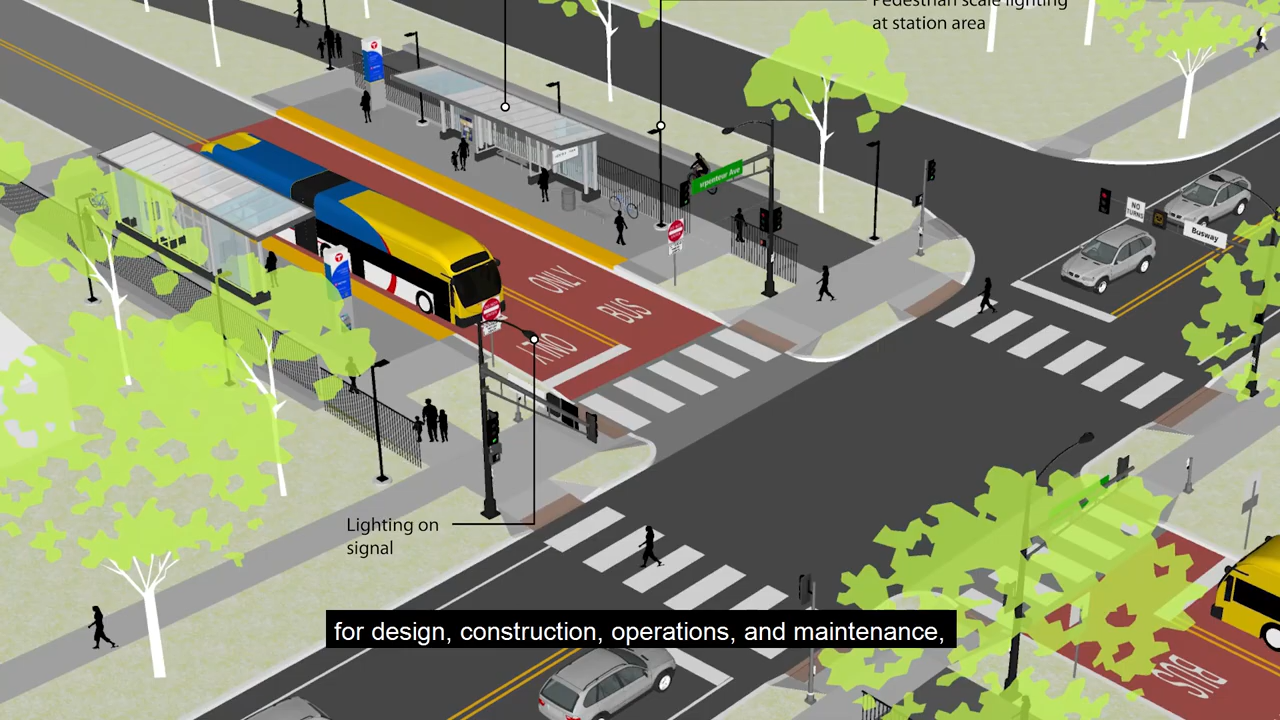 Pedestrian scale lighting
at station area
NO
TURNS
Busway
ONLY
BUS
ONLY
Lighting on
signal
for design, construction, operations, and maintenance,
BUS